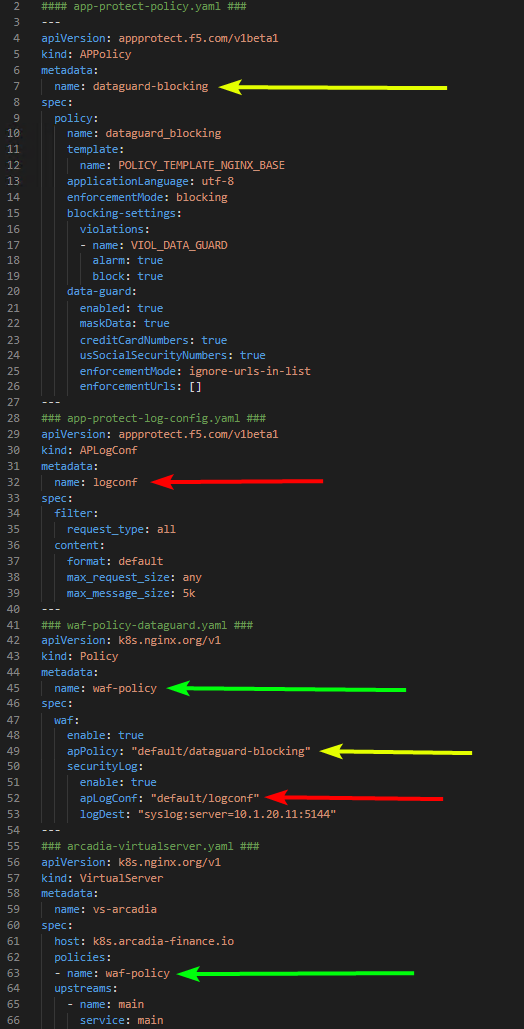 2 #### app-protect-policy.yaml ###
3 ---
4 apiVersion: appprotect.f5.com/v1beta1
5 kind: APPolicy
6 metadata:
7   name: dataguard-blocking
8 spec:
9   policy:
10     name: dataguard_blocking
11     template:
12       name: POLICY_TEMPLATE_NGINX_BASE
13     applicationLanguage: utf-8
14     enforcementMode: blocking
15     blocking-settings:
16       violations:
17       - name: VIOL_DATA_GUARD
18         alarm: true
19         block: true
20     data-guard:
21       enabled: true
22       maskData: true
23       creditCardNumbers: true
24       usSocialSecurityNumbers: true
25       enforcementMode: ignore-urls-in-list
26       enforcementUrls: []
27 ---
28 ### app-protect-log-config.yaml ###
29 apiVersion: appprotect.f5.com/v1beta1
30 kind: APLogConf
31 metadata:
32   name: logconf
33 spec:
34   filter:
35     request_type: all
36   content:
37     format: default
38     max_request_size: any
39     max_message_size: 5k
40 ---
41 ### waf-policy-dataguard.yaml ###
42 apiVersion: k8s.nginx.org/v1
43 kind: Policy
44 metadata:
45   name: waf-policy
46 spec:
47   waf:
48     enable: true
49     apPolicy: "default/dataguard-blocking"
50     securityLog:
51       enable: true
52       apLogConf: "default/logconf"
53       logDest: "syslog:server=10.1.20.11:5144"
54 ---
55 ### arcadia-virtualserver.yaml ###
56 apiVersion: k8s.nginx.org/v1
57 kind: VirtualServer
58 metadata:
59   name: vs-arcadia
60 spec:
61   host: k8s.arcadia-finance.io
62   policies:
63   - name: waf-policy
64   upstreams:
65     - name: main
66       service: main